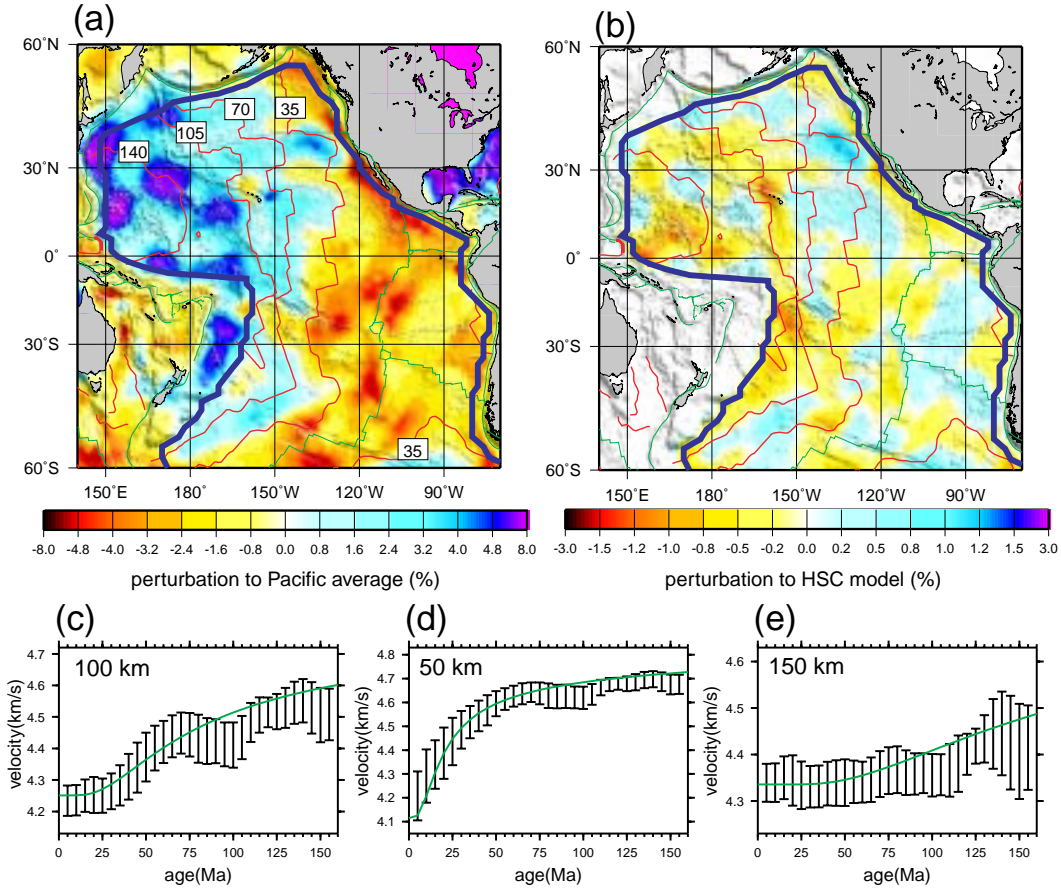 (a)
(b)
60˚N
30˚N
0˚
30˚S
60˚S
150˚E
180˚
150˚W
120˚W
90˚W
140
105
70
35
35
60˚N
30˚N
0˚
30˚S
60˚S
150˚E
180˚
150˚W
120˚W
90˚W
-8.0 -4.8 -4.0 -3.2 -2.4 -1.6 -0.8 0.0 0.8 1.6 2.4 3.2 4.0 4.8 8.0
perturbation to Pacific average (%)
-3.0 -1.5 -1.2 -1.0 -0.8 -0.5 -0.2 0.0 0.2 0.5 0.8 1.0 1.2 1.5 3.0
perturbation to HSC model (%)
(c)
100 km
4.7
4.6
4.5
4.4
4.3
4.2
velocity(km/s)
0 25 50 75 100 125 150
age(Ma)
(d)
50 km
4.7
4.6
4.5
4.4
4.3
4.2
4.1
velocity(km/s)
0 25 50 75 100 125 150
age(Ma)
(e)
150 km
4.6
4.5
4.4
4.3
velocity(km/s)
0 25 50 75 100 125 150
age(Ma)